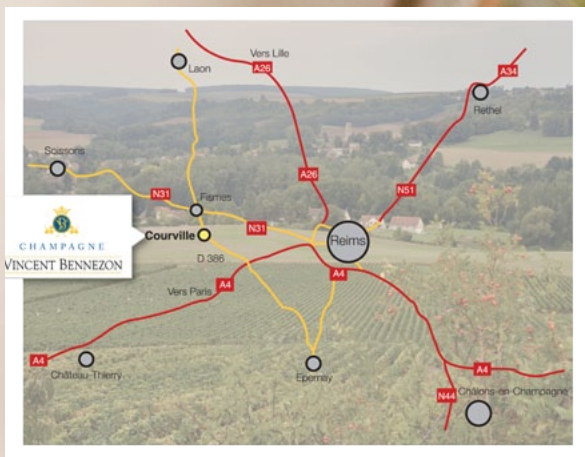 Vers Lille
A26
A34
Laon
Rethel
Soissons
A26
N31
Fismes
N51
N31
Courville
Reims
CHAMPAGNE
VINCENT BENNEZON
D 386
A4
Vers Paris
A4
A4
Château-Thierry
Epernay
A4
N44
Châlons-en-Champagne